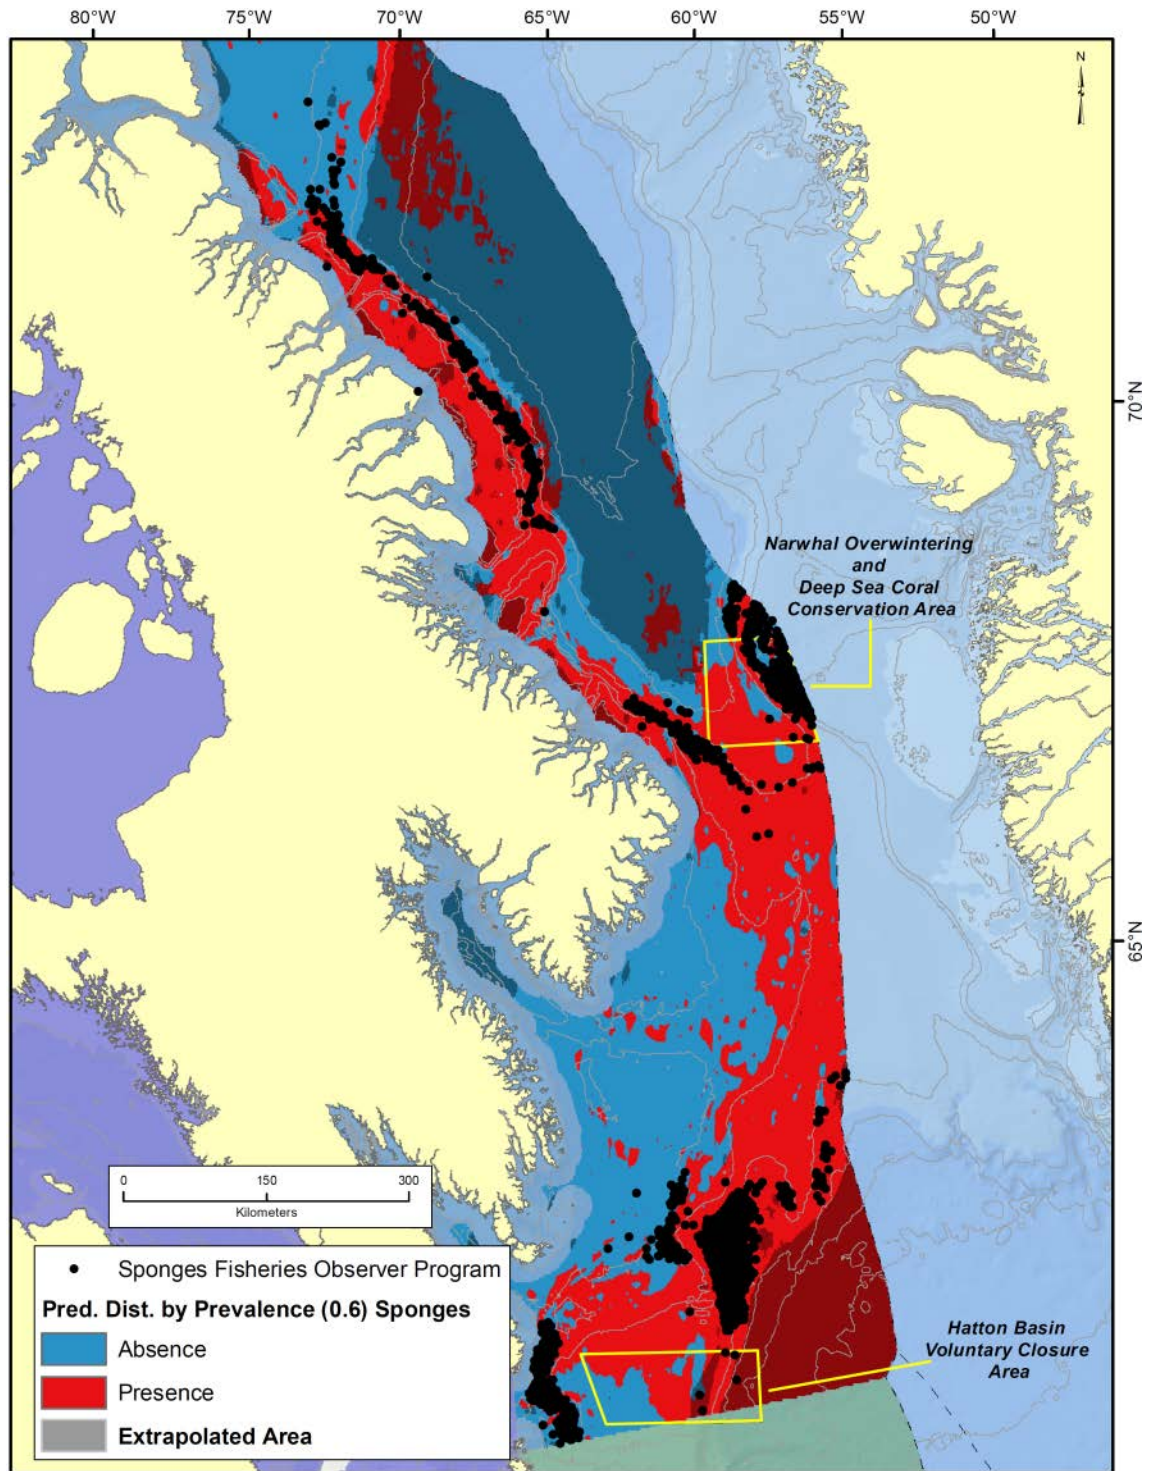 80°W 75°W 70°W 65°W 60°W 55°W 50°W
N
70°N
Narwhal Overwintering
and
Deep Sea Coral
Conservation Area
65°N
0 150 300
Kilometers
Sponges Fisheries Observer Program
Pred. Dist. by Prevalence (0.6) Sponges
Absence
Presence
Extrapolated Area
Hatton Basin
Voluntary Closure
Area